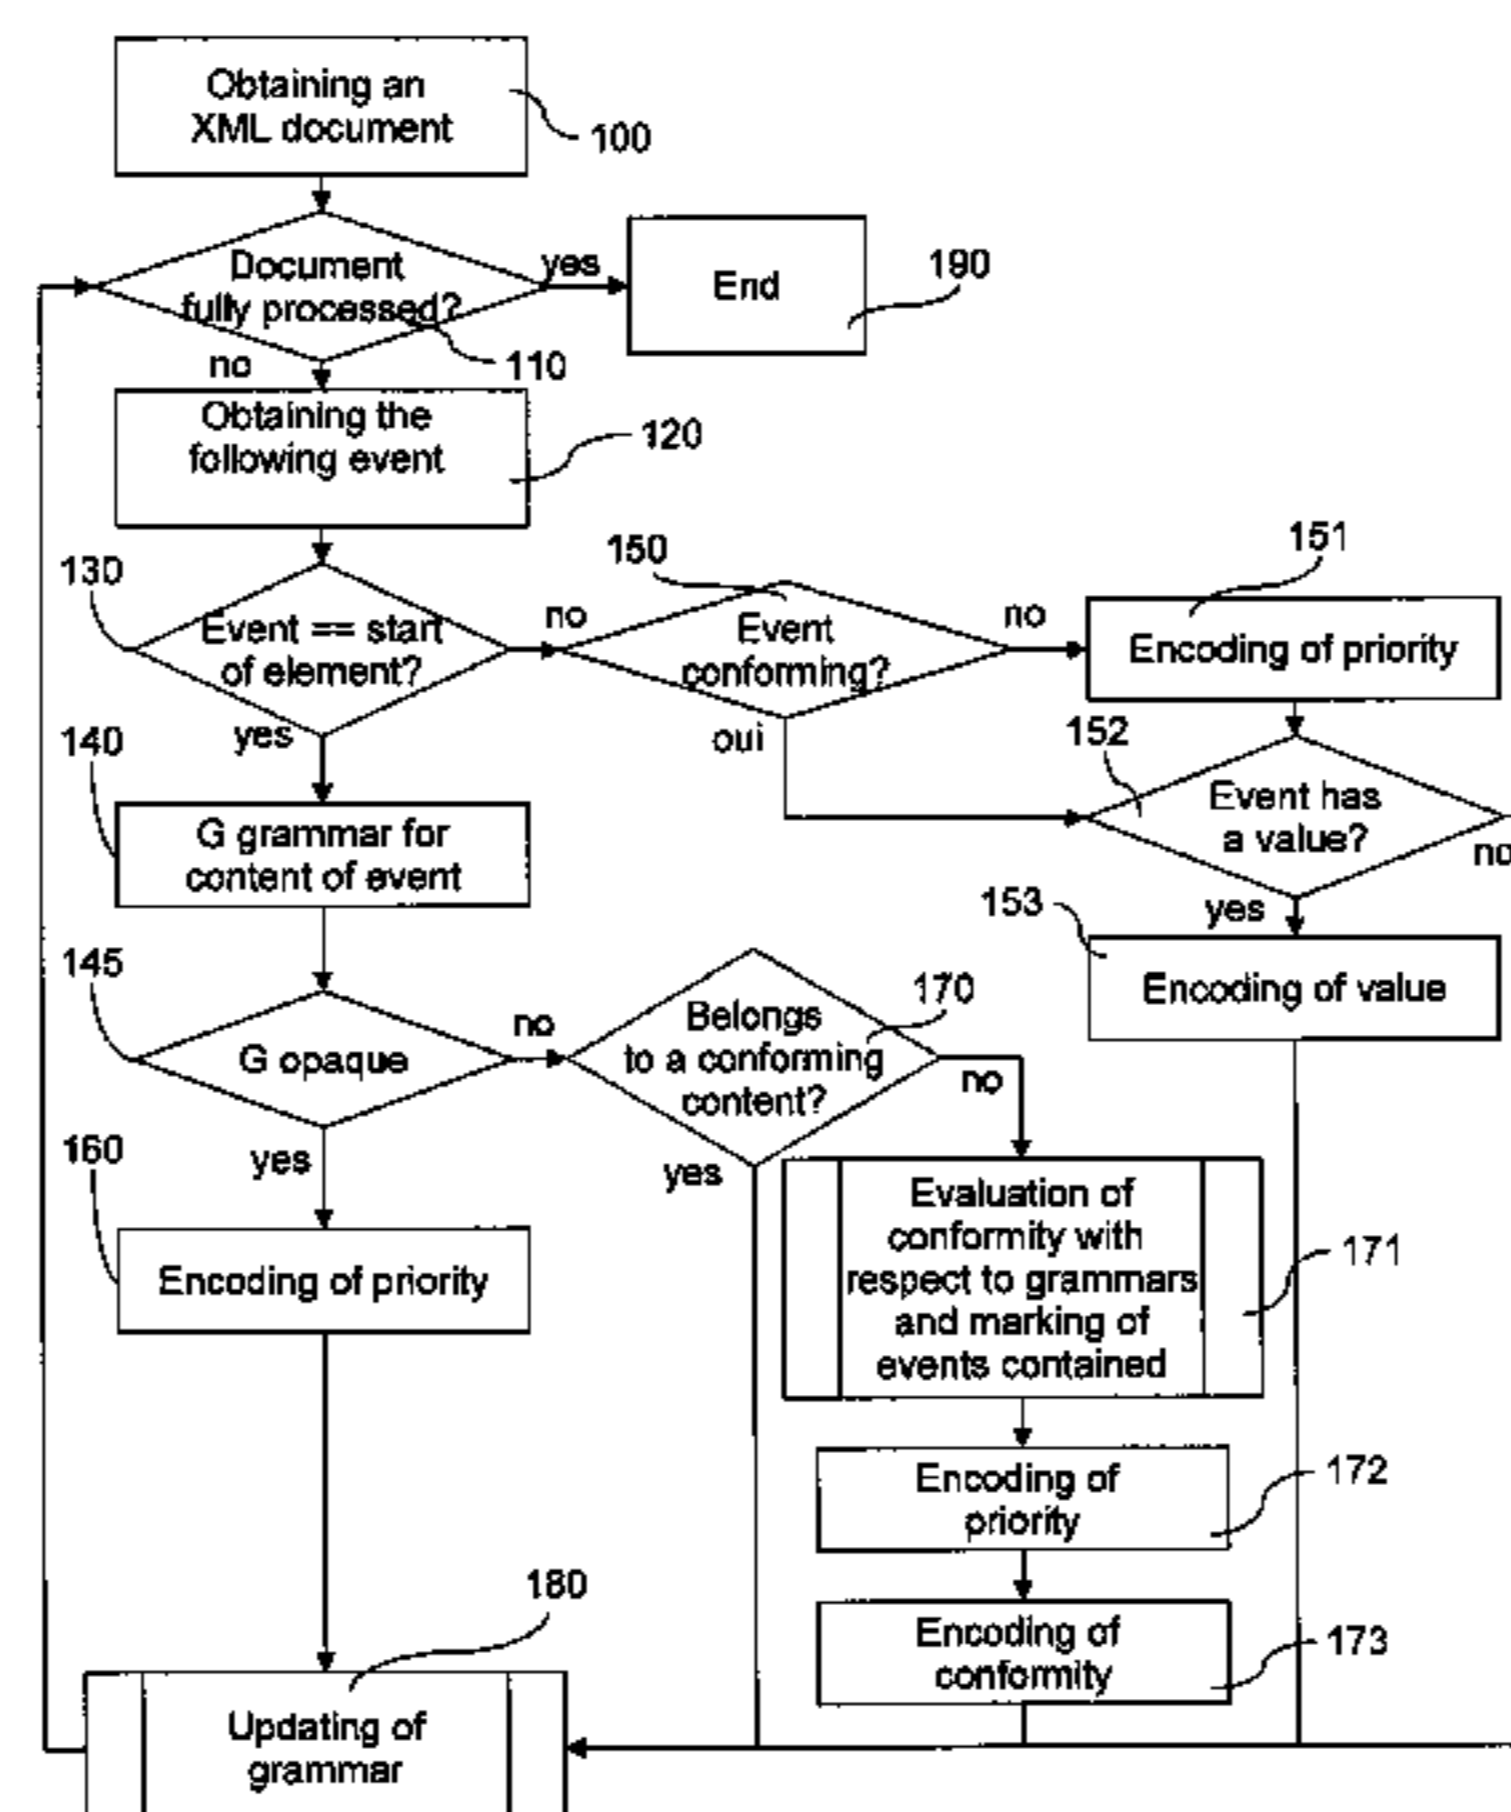 Obtaining an
XML document
100
Document
fully processed?
yes
End
190
no
110
Obtaining the
following event
120
130
Event == start
of element?
no
150
Event
conforming?
no
151
Encoding of priority
yes
oui
152
Event has
a value?
no
140
G grammar for
content of event
153
yes
Encoding of value
145
G opaque
no
Belongs
to a conforming
content?
170
no
yes
160
Encoding of priority
yes
Evaluation of
conformity with
respect to grammars
and marking of
events contained
171
Encoding of
priority
172
Encoding of
conformity
173
180
Updating of
grammar